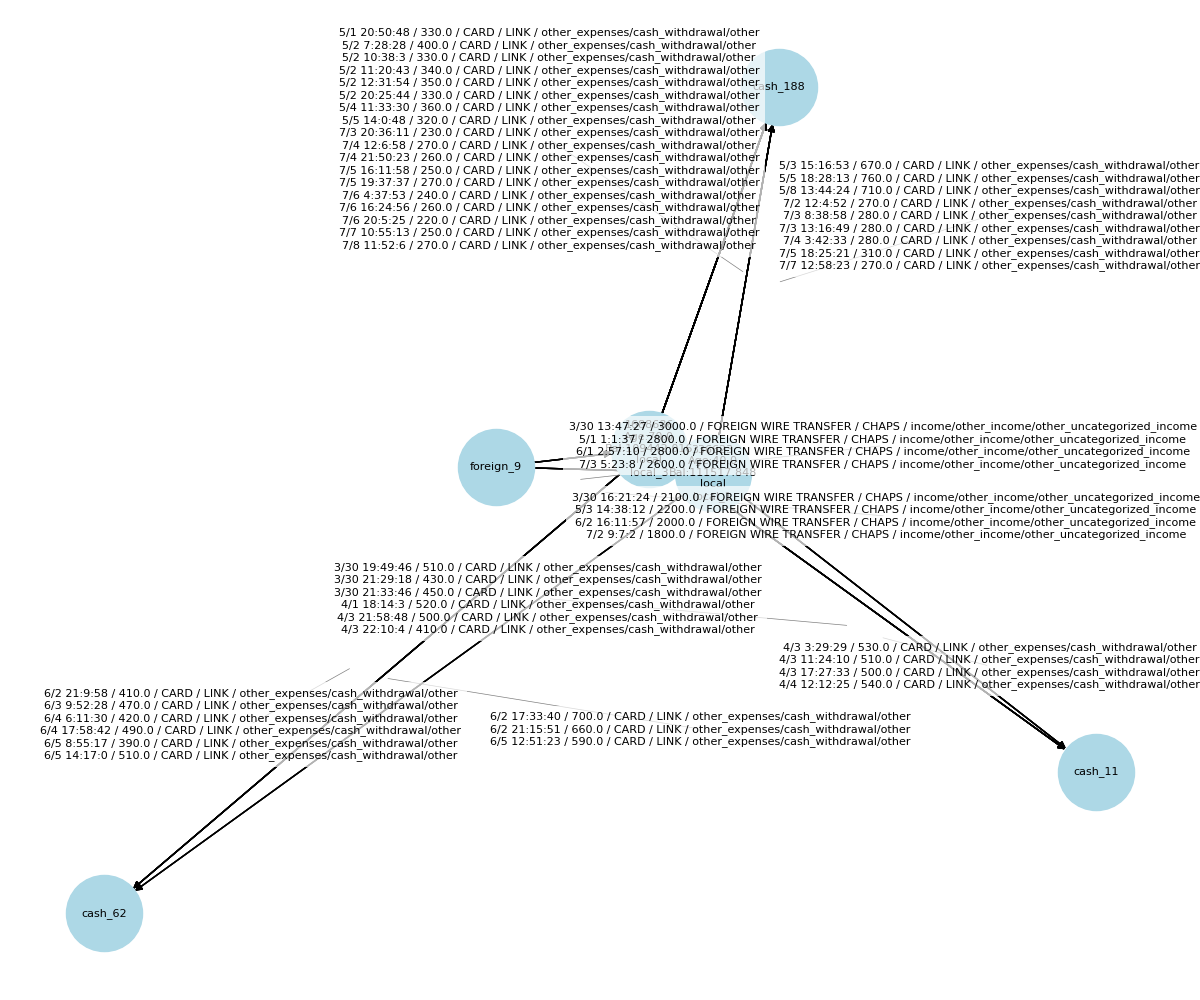 5/1 20:50:48 / 330.0 / CARD / LINK / other_expenses/cash_withdrawal/other
5/2 7:28:28 / 400.0 / CARD / LINK / other_expenses/cash_withdrawal/other
5/2 10:38:3 / 330.0 / CARD / LINK / other_expenses/cash_withdrawal/other
5/2 11:20:43 / 340.0 / CARD / LINK / other_expenses/cash_withdrawal/other
5/2 12:31:54 / 350.0 / CARD / LINK / other_expenses/cash_withdrawal/other
5/2 20:25:44 / 330.0 / CARD / LINK / other_expenses/cash_withdrawal/other
5/4 11:33:30 / 360.0 / CARD / LINK / other_expenses/cash_withdrawal/other
5/5 14:0:48 / 320.0 / CARD / LINK / other_expenses/cash_withdrawal/other
7/3 20:36:11 / 230.0 / CARD / LINK / other_expenses/cash_withdrawal/other
7/4 12:6:58 / 270.0 / CARD / LINK / other_expenses/cash_withdrawal/other
7/4 21:50:23 / 260.0 / CARD / LINK / other_expenses/cash_withdrawal/other
7/5 16:11:58 / 250.0 / CARD / LINK / other_expenses/cash_withdrawal/other
7/5 19:37:37 / 270.0 / CARD / LINK / other_expenses/cash_withdrawal/other
7/6 4:37:53 / 240.0 / CARD / LINK / other_expenses/cash_withdrawal/other
7/6 16:24:56 / 260.0 / CARD / LINK / other_expenses/cash_withdrawal/other
7/6 20:5:25 / 220.0 / CARD / LINK / other_expenses/cash_withdrawal/other
7/7 10:55:13 / 250.0 / CARD / LINK / other_expenses/cash_withdrawal/other
7/8 11:52:6 / 270.0 / CARD / LINK / other_expenses/cash_withdrawal/other
cash_188
5/3 15:16:53 / 670.0 / CARD / LINK / other_expenses/cash_withdrawal/other
5/5 18:28:13 / 760.0 / CARD / LINK / other_expenses/cash_withdrawal/other
5/8 13:44:24 / 710.0 / CARD / LINK / other_expenses/cash_withdrawal/other
7/2 12:4:52 / 270.0 / CARD / LINK / other_expenses/cash_withdrawal/other
7/3 8:38:58 / 280.0 / CARD / LINK / other_expenses/cash_withdrawal/other
7/3 13:16:49 / 280.0 / CARD / LINK / other_expenses/cash_withdrawal/other
7/4 3:42:33 / 280.0 / CARD / LINK / other_expenses/cash_withdrawal/other
7/5 18:25:21 / 310.0 / CARD / LINK / other_expenses/cash_withdrawal/other
7/7 12:58:23 / 270.0 / CARD / LINK / other_expenses/cash_withdrawal/other
3/30 13:47:27 / 3000.0 / FOREIGN WIRE TRANSFER / CHAPS / income/other_income/other_uncategorized_income
5/1 1:1:37 / 2800.0 / FOREIGN WIRE TRANSFER / CHAPS / income/other_income/other_uncategorized_income
6/1 2:57:10 / 2800.0 / FOREIGN WIRE TRANSFER / CHAPS / income/other_income/other_uncategorized_income
7/3 5:23:8 / 2600.0 / FOREIGN WIRE TRANSFER / CHAPS / income/other_income/other_uncategorized_income
foreign_9
local
3/30 16:21:24 / 2100.0 / FOREIGN WIRE TRANSFER / CHAPS / income/other_income/other_uncategorized_income
5/3 14:38:12 / 2200.0 / FOREIGN WIRE TRANSFER / CHAPS / income/other_income/other_uncategorized_income
6/2 16:11:57 / 2000.0 / FOREIGN WIRE TRANSFER / CHAPS / income/other_income/other_uncategorized_income
7/2 9:7:2 / 1800.0 / FOREIGN WIRE TRANSFER / CHAPS / income/other_income/other_uncategorized_income
3/30 19:49:46 / 510.0 / CARD / LINK / other_expenses/cash_withdrawal/other
3/30 21:29:18 / 430.0 / CARD / LINK / other_expenses/cash_withdrawal/other
3/30 21:33:46 / 450.0 / CARD / LINK / other_expenses/cash_withdrawal/other
4/1 18:14:3 / 520.0 / CARD / LINK / other_expenses/cash_withdrawal/other
4/3 21:58:48 / 500.0 / CARD / LINK / other_expenses/cash_withdrawal/other
4/3 22:10:4 / 410.0 / CARD / LINK / other_expenses/cash_withdrawal/other
4/3 3:29:29 / 530.0 / CARD / LINK / other_expenses/cash_withdrawal/other
4/3 11:24:10 / 510.0 / CARD / LINK / other_expenses/cash_withdrawal/other
4/3 17:27:33 / 500.0 / CARD / LINK / other_expenses/cash_withdrawal/other
4/4 12:12:25 / 540.0 / CARD / LINK / other_expenses/cash_withdrawal/other
6/2 21:9:58 / 410.0 / CARD / LINK / other_expenses/cash_withdrawal/other
6/3 9:52:28 / 470.0 / CARD / LINK / other_expenses/cash_withdrawal/other
6/4 6:11:30 / 420.0 / CARD / LINK / other_expenses/cash_withdrawal/other
6/4 17:58:42 / 490.0 / CARD / LINK / other_expenses/cash_withdrawal/other
6/5 8:55:17 / 390.0 / CARD / LINK / other_expenses/cash_withdrawal/other
6/5 14:17:0 / 510.0 / CARD / LINK / other_expenses/cash_withdrawal/other
6/2 17:33:40 / 700.0 / CARD / LINK / other_expenses/cash_withdrawal/other
6/2 21:15:51 / 660.0 / CARD / LINK / other_expenses/cash_withdrawal/other
6/5 12:51:23 / 590.0 / CARD / LINK / other_expenses/cash_withdrawal/other
cash_11
cash_62